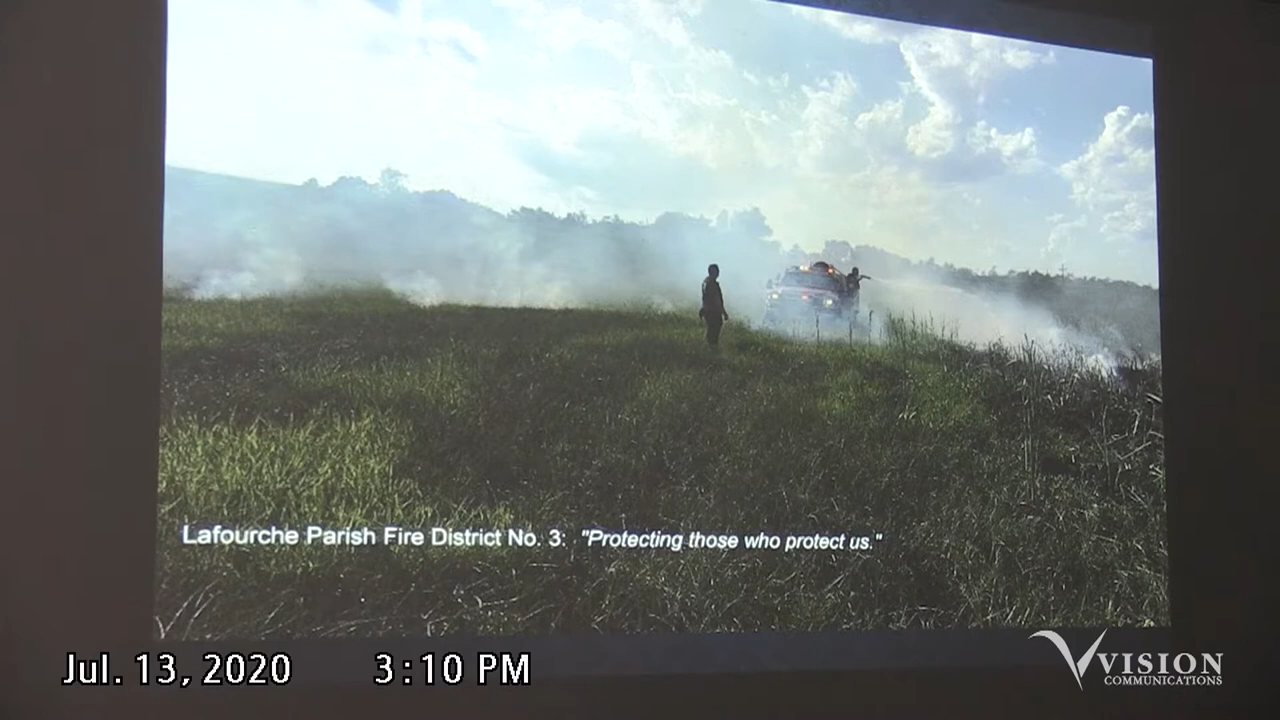 Lafourche Parish Fire District No. 3: "Protecting those who protect us."
Jul. 13, 2020 3:10 PM
VISION
COMMUNICATIONS